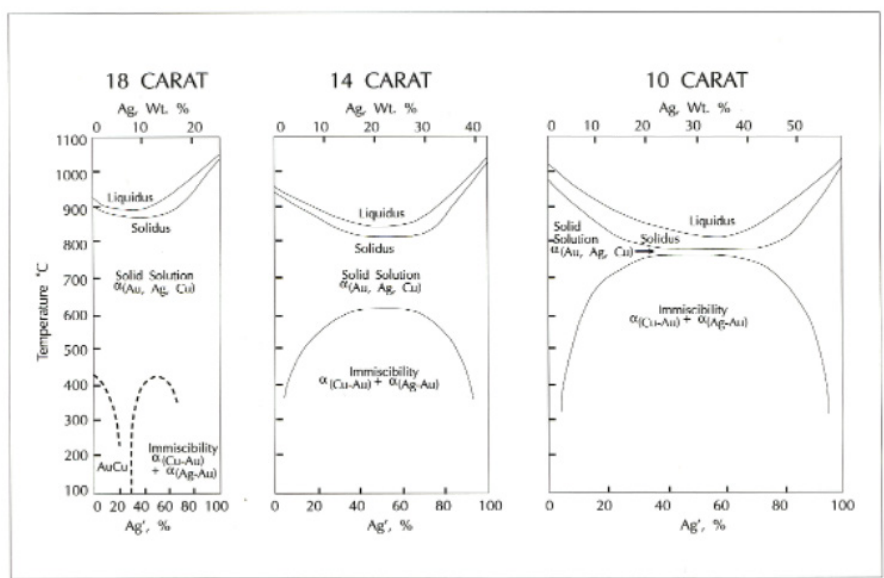 18 CARAT
Ag, Wt. %
0 10 20
1100
1000
900
800
700
600
500
400
300
200
100
Temperature °C
Liquidus
Solidus
Solid Solution
α(Au, Ag, Cu)
AuCu
Immiscibility
α(Cu-Au)
+ α(Ag-Au)
0 20 40 60 80 100
Ag', %
14 CARAT
Ag, Wt. %
0 10 20 30 40
Liquidus
Solidus
Solid Solution
α(Au, Ag, Cu)
Immiscibility
α(Cu-Au) + α(Ag-Au)
0 20 40 60 80 100
Ag', %
10 CARAT
Ag, Wt. %
0 10 20 30 40 50
Liquidus
Solid
Solution
α(Au, Ag, Cu)
Solidus
Immiscibility
α(Cu-Au) + α(Ag-Au)
0 20 40 60 80 100
Ag', %